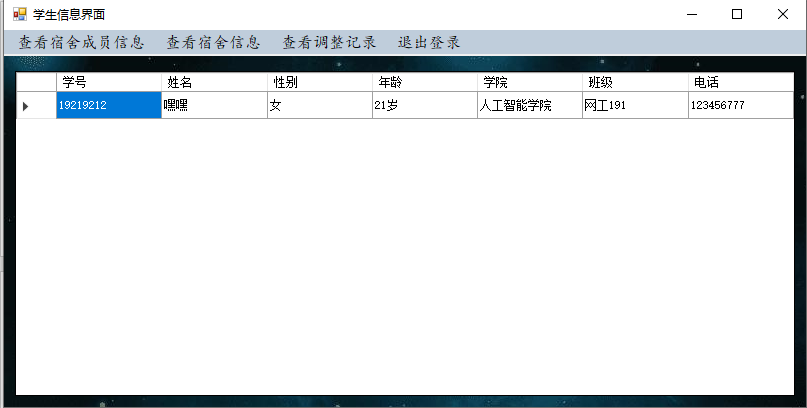 学生信息界面
查看宿舍成员信息 查看宿舍信息 查看调整记录 退出登录
学号 姓名 性别 年龄 学院 班级 电话
19219212 嘿嘿 女 21岁 人工智能学院 网工191 123456777